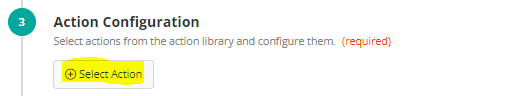 3
Action Configuration
Select actions from the action library and configure them. (required)
Select Action